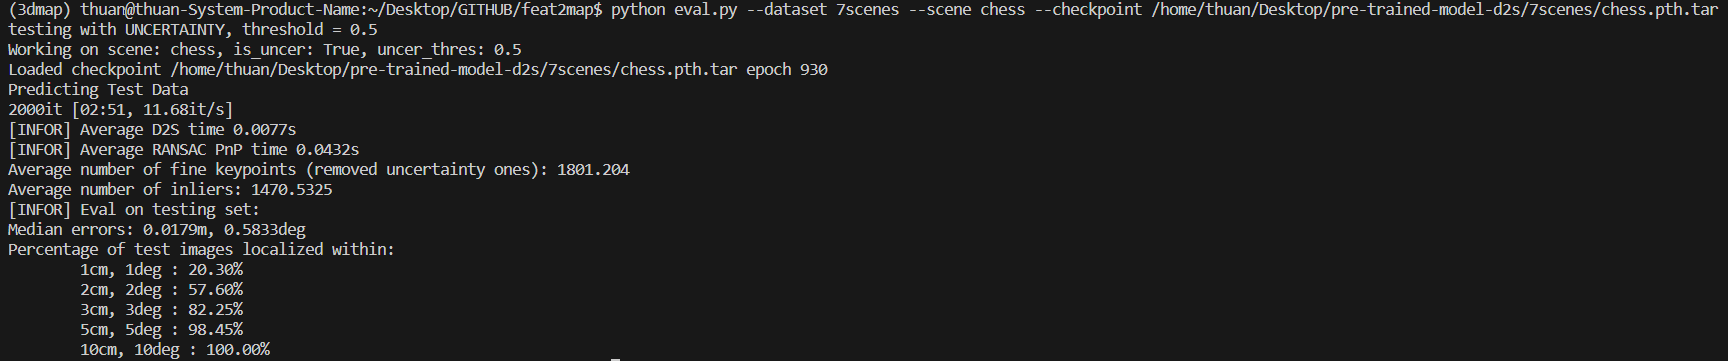 (3dmap) thuan@thuan-System-Product-Name:~/Desktop/GITHUB/feat2map$ python eval.py --dataset 7scenes --scene chess --checkpoint /home/thuan/Desktop/pre-trained-model-d2s/7scenes/chess.pth.tar
testing with UNCERTAINTY, threshold = 0.5
Working on scene: chess, is_uncer: True, uncer_thres: 0.5
Loaded checkpoint /home/thuan/Desktop/pre-trained-model-d2s/7scenes/chess.pth.tar epoch 930
Predicting Test Data
2000it [02:51, 11.68it/s]
[INFOR] Average D2S time 0.0077s
[INFOR] Average RANSAC PnP time 0.0432s
Average number of fine keypoints (removed uncertainty ones): 1801.204
Average number of inliers: 1470.5325
[INFOR] Eval on testing set:
Median errors: 0.0179m, 0.5833deg
Percentage of test images localized within:
1cm, 1deg : 20.30%
2cm, 2deg : 57.60%
3cm, 3deg : 82.25%
5cm, 5deg : 98.45%
10cm, 10deg : 100.00%